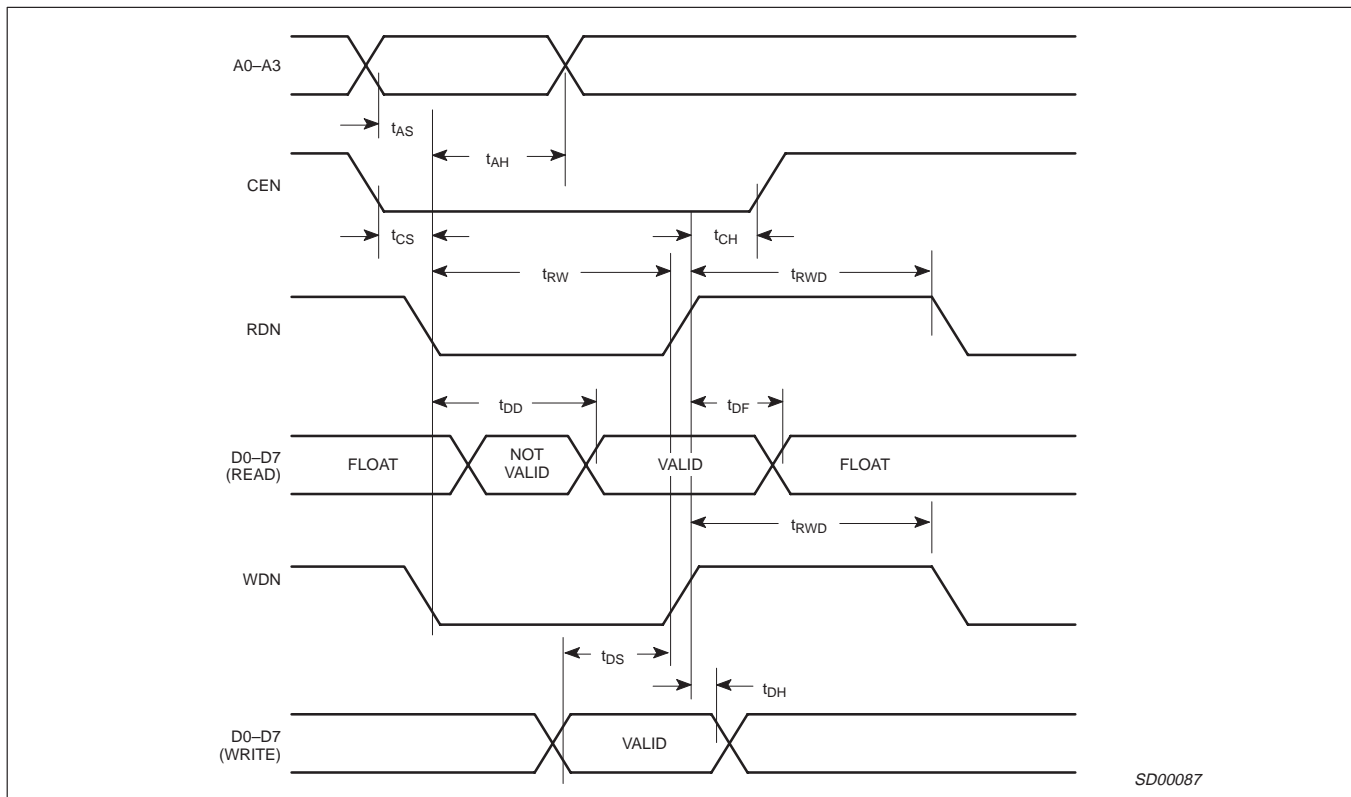 A0–A3
tAS
tAH
CEN
tCS
tCH
tRW
tRWD
RDN
tDD
tDF
D0–D7
(READ)
FLOAT
NOT
VALID
VALID
FLOAT
tRWD
WDN
tDS
tDH
D0–D7
(WRITE)
VALID
SD00087